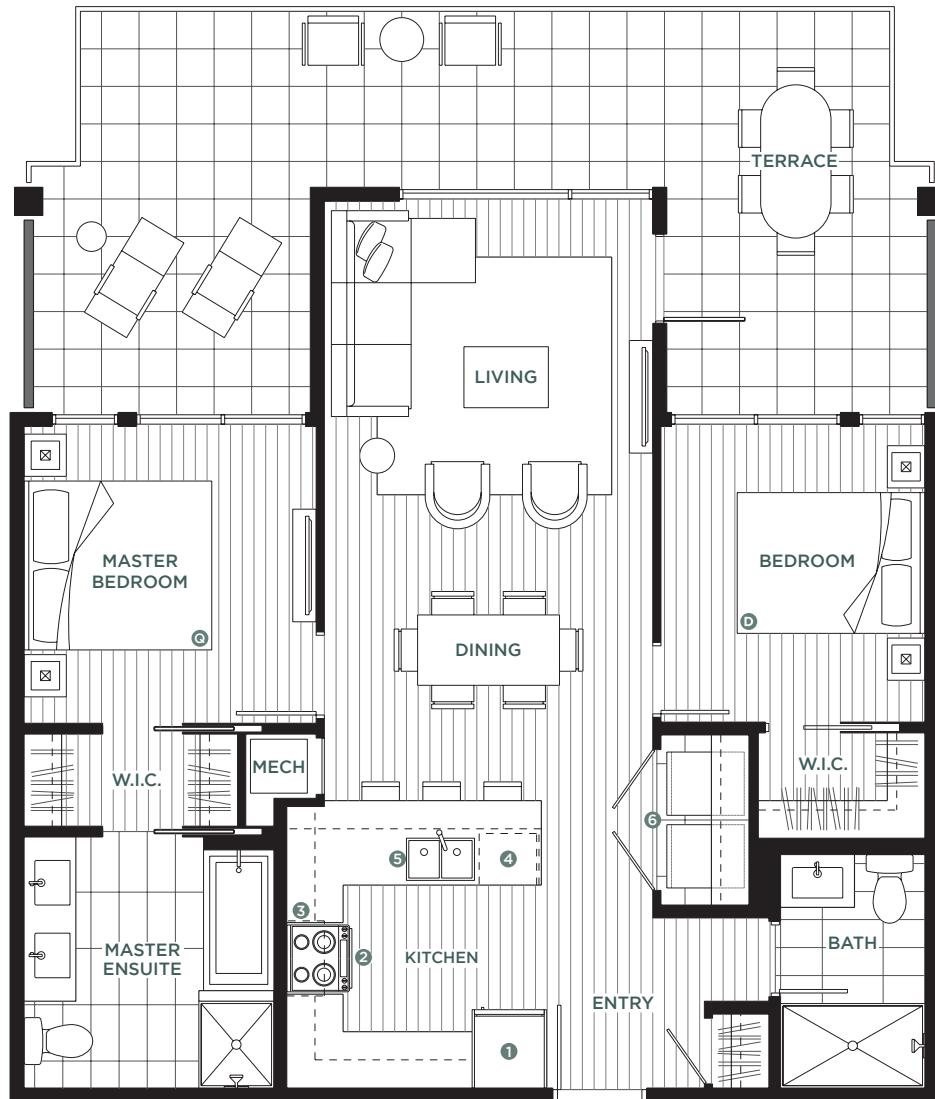 TERRACE
LIVING
MASTER
BEDROOM
Q
BEDROOM
D
DINING
W.I.C.
MECH
W.I.C.
6
5
4
3
2
KITCHEN
MASTER
ENSUITE
BATH
ENTRY
1